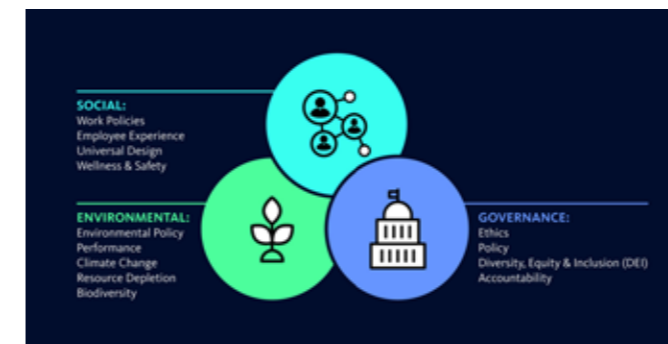 SOCIAL:
Work Policies
Employee Experience
Universal Design
Wellness & Safety
ENVIRONMENTAL:
Environmental Policy
Performance
Climate Change
Resource Depletion
Biodiversity
GOVERNANCE:
Ethics
Policy
Diversity, Equity & Inclusion (DEI)
Accountability